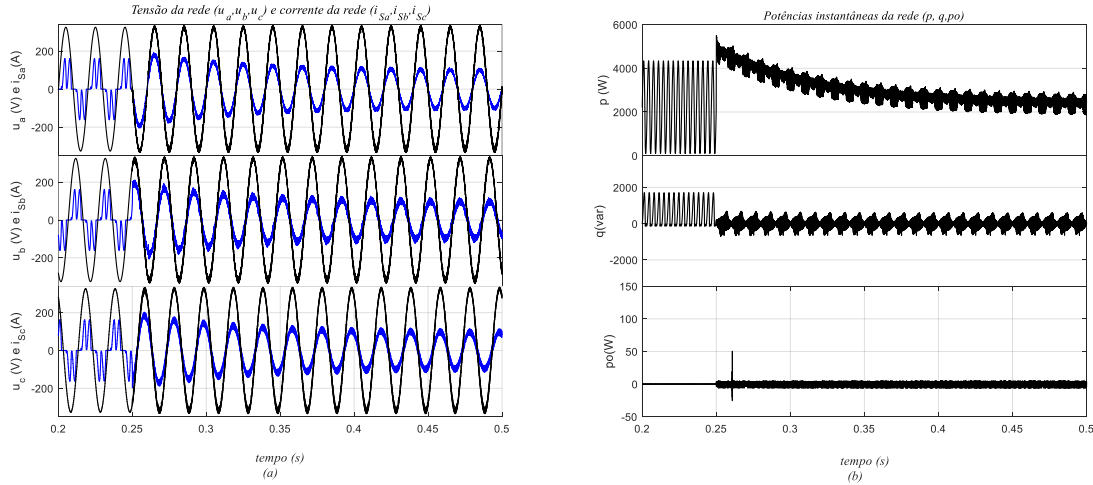 Tensão da rede (u_a,u_b,u_c) e corrente da rede (i_Sa,i_Sb,i_Sc)
u_a (V) e i_Sa(A)
200
0
-200
u_b (V) e i_Sb(A)
200
0
-200
u_c (V) e i_Sc(A)
200
0
-200
0.2 0.25 0.3 0.35 0.4 0.45 0.5
tempo (s)
(a)
Potências instantâneas da rede (p, q,po)
p (W)
6000
4000
2000
0
q(var)
2000
0
-2000
po(W)
150
100
50
0
-50
0.2 0.25 0.3 0.35 0.4 0.45 0.5
tempo (s)
(b)